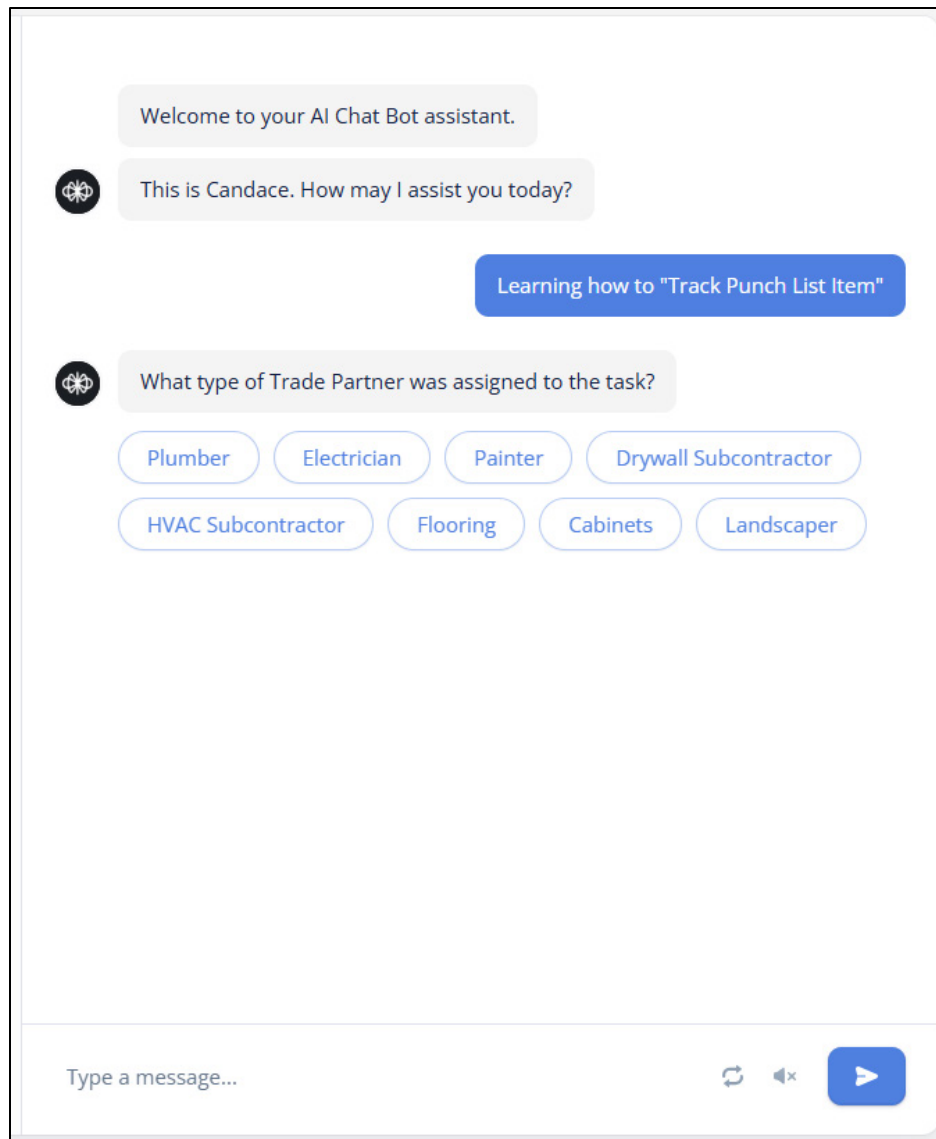 Welcome to your AI Chat Bot assistant.
This is Candace. How may I assist you today?
Learning how to "Track Punch List Item"
What type of Trade Partner was assigned to the task?
Plumber Electrician Painter Drywall Subcontractor
HVAC Subcontractor Flooring Cabinets Landscaper
Type a message...